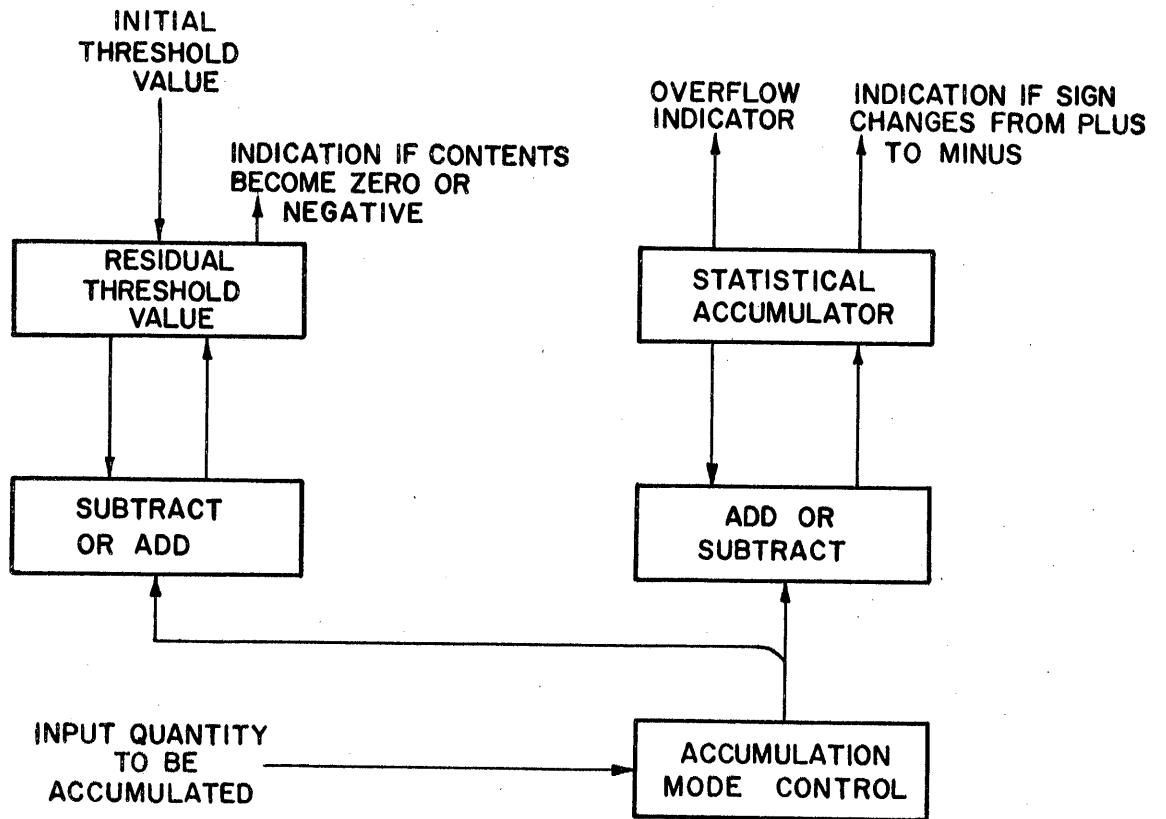 INITIAL
THRESHOLD
VALUE
INDICATION IF CONTENTS
BECOME ZERO OR
NEGATIVE
OVERFLOW
INDICATOR
INDICATION IF SIGN
CHANGES FROM PLUS
TO MINUS
RESIDUAL
THRESHOLD
VALUE
STATISTICAL
ACCUMULATOR
SUBTRACT
OR ADD
ADD OR
SUBTRACT
INPUT QUANTITY
TO BE
ACCUMULATED
ACCUMULATION
MODE CONTROL